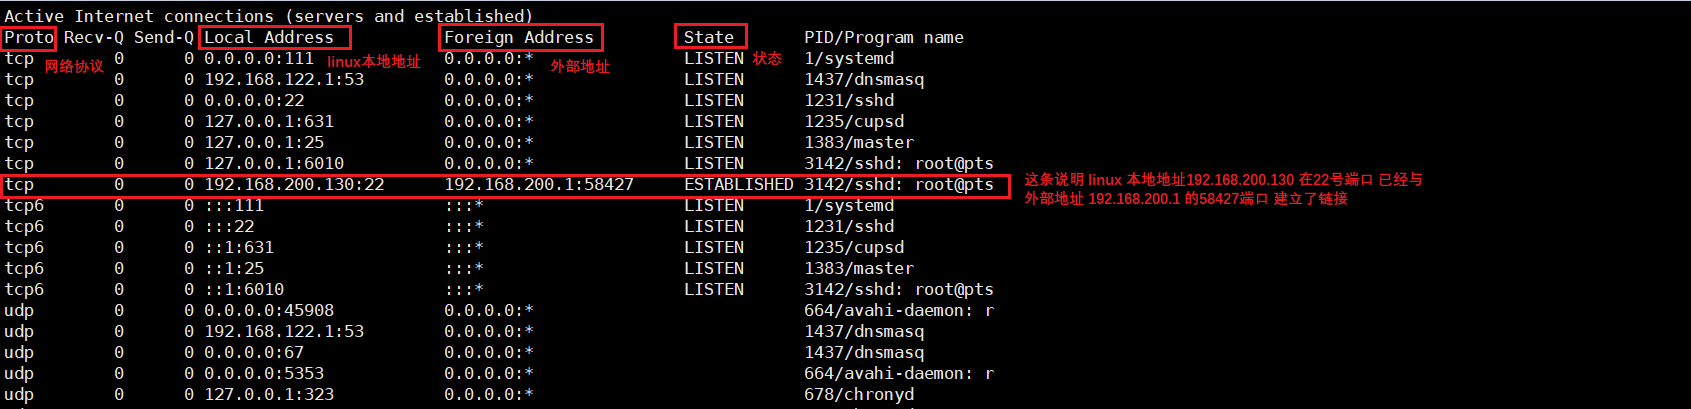 Active Internet connections (servers and established)
Proto Recv-Q Send-Q Local Address Foreign Address State PID/Program name
tcp 网络协议 0 0 0.0.0.0:111 linux本地地址 0.0.0.0:* 外部地址 LISTEN 状态 1/systemd
tcp 0 0 192.168.122.1:53 0.0.0.0:* LISTEN 1437/dnsmasq
tcp 0 0 0.0.0.0:22 0.0.0.0:* LISTEN 1231/sshd
tcp 0 0 127.0.0.1:631 0.0.0.0:* LISTEN 1235/cupsd
tcp 0 0 127.0.0.1:25 0.0.0.0:* LISTEN 1383/master
tcp 0 0 127.0.0.1:6010 0.0.0.0:* LISTEN 3142/sshd: root@pts
tcp 0 0 192.168.200.130:22 192.168.200.1:58427 ESTABLISHED 3142/sshd: root@pts
这条说明 linux 本地地址192.168.200.130 在22号端口 已经与
外部地址 192.168.200.1 的58427端口 建立了链接
tcp6 0 0 :::111 :::* LISTEN 1/systemd
tcp6 0 0 :::22 :::* LISTEN 1231/sshd
tcp6 0 0 ::1:631 :::* LISTEN 1235/cupsd
tcp6 0 0 ::1:25 :::* LISTEN 1383/master
tcp6 0 0 ::1:6010 :::* LISTEN 3142/sshd: root@pts
udp 0 0 0.0.0.0:45908 0.0.0.0:* 664/avahi-daemon: r
udp 0 0 192.168.122.1:53 0.0.0.0:* 1437/dnsmasq
udp 0 0 0.0.0.0:67 0.0.0.0:* 1437/dnsmasq
udp 0 0 0.0.0.0:5353 0.0.0.0:* 664/avahi-daemon: r
udp 0 0 127.0.0.1:323 0.0.0.0:* 678/chronyd